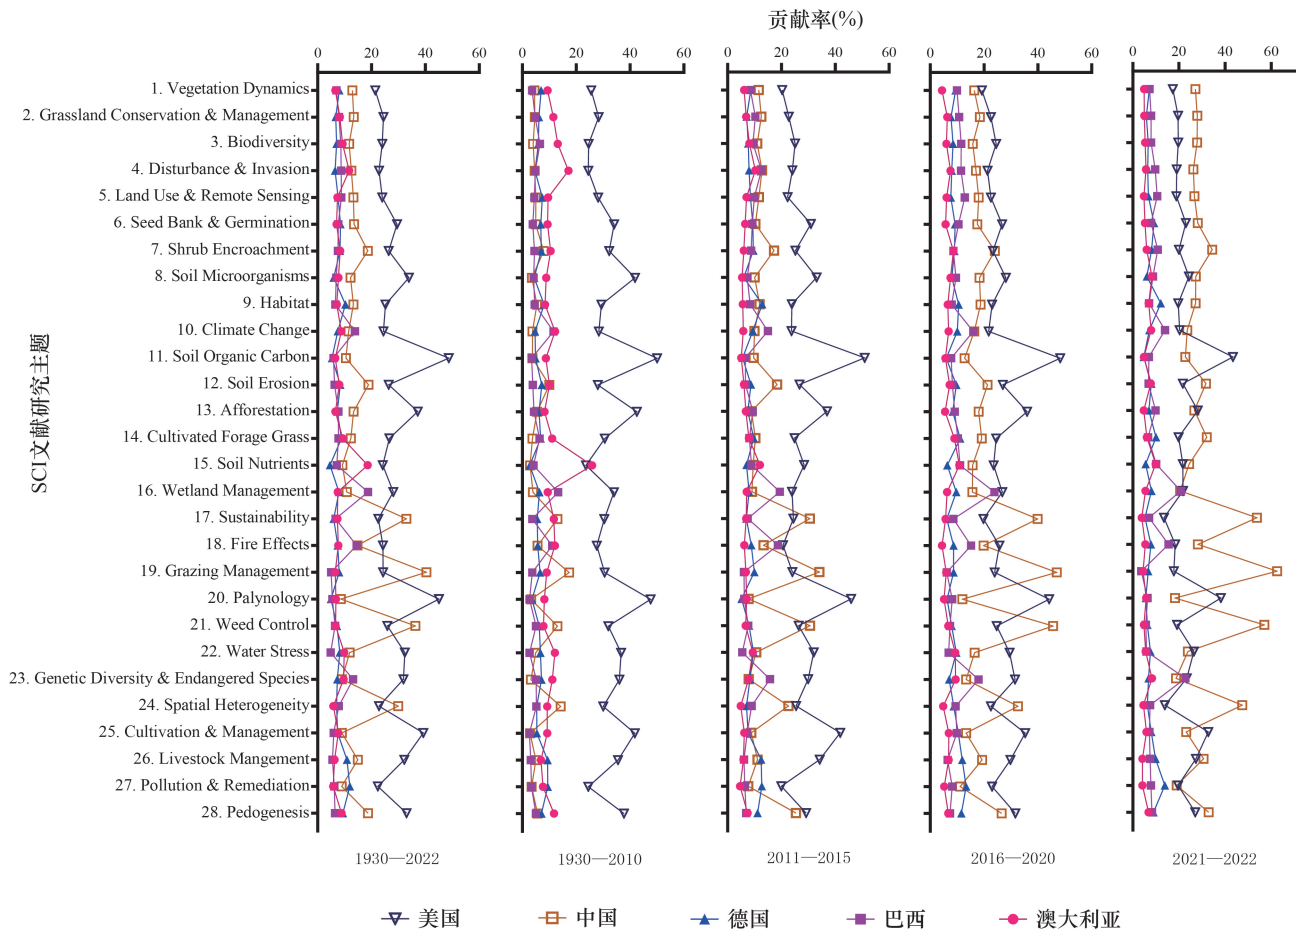 贡献率(%)
0 20 40 60 0 20 40 60 0 20 40 60 0 20 40 60 0 20 40 60
SCI文献研究主题
1. Vegetation Dynamics
2. Grassland Conservation & Management
3. Biodiversity
4. Disturbance & Invasion
5. Land Use & Remote Sensing
6. Seed Bank & Germination
7. Shrub Encroachment
8. Soil Microorganisms
9. Habitat
10. Climate Change
11. Soil Organic Carbon
12. Soil Erosion
13. Afforestation
14. Cultivated Forage Grass
15. Soil Nutrients
16. Wetland Management
17. Sustainability
18. Fire Effects
19. Grazing Management
20. Palynology
21. Weed Control
22. Water Stress
23. Genetic Diversity & Endangered Species
24. Spatial Heterogeneity
25. Cultivation & Management
26. Livestock Mangement
27. Pollution & Remediation
28. Pedogenesis
1930—2022 1930—2010 2011—2015 2016—2020 2021—2022
美国 中国 德国 巴西 澳大利亚